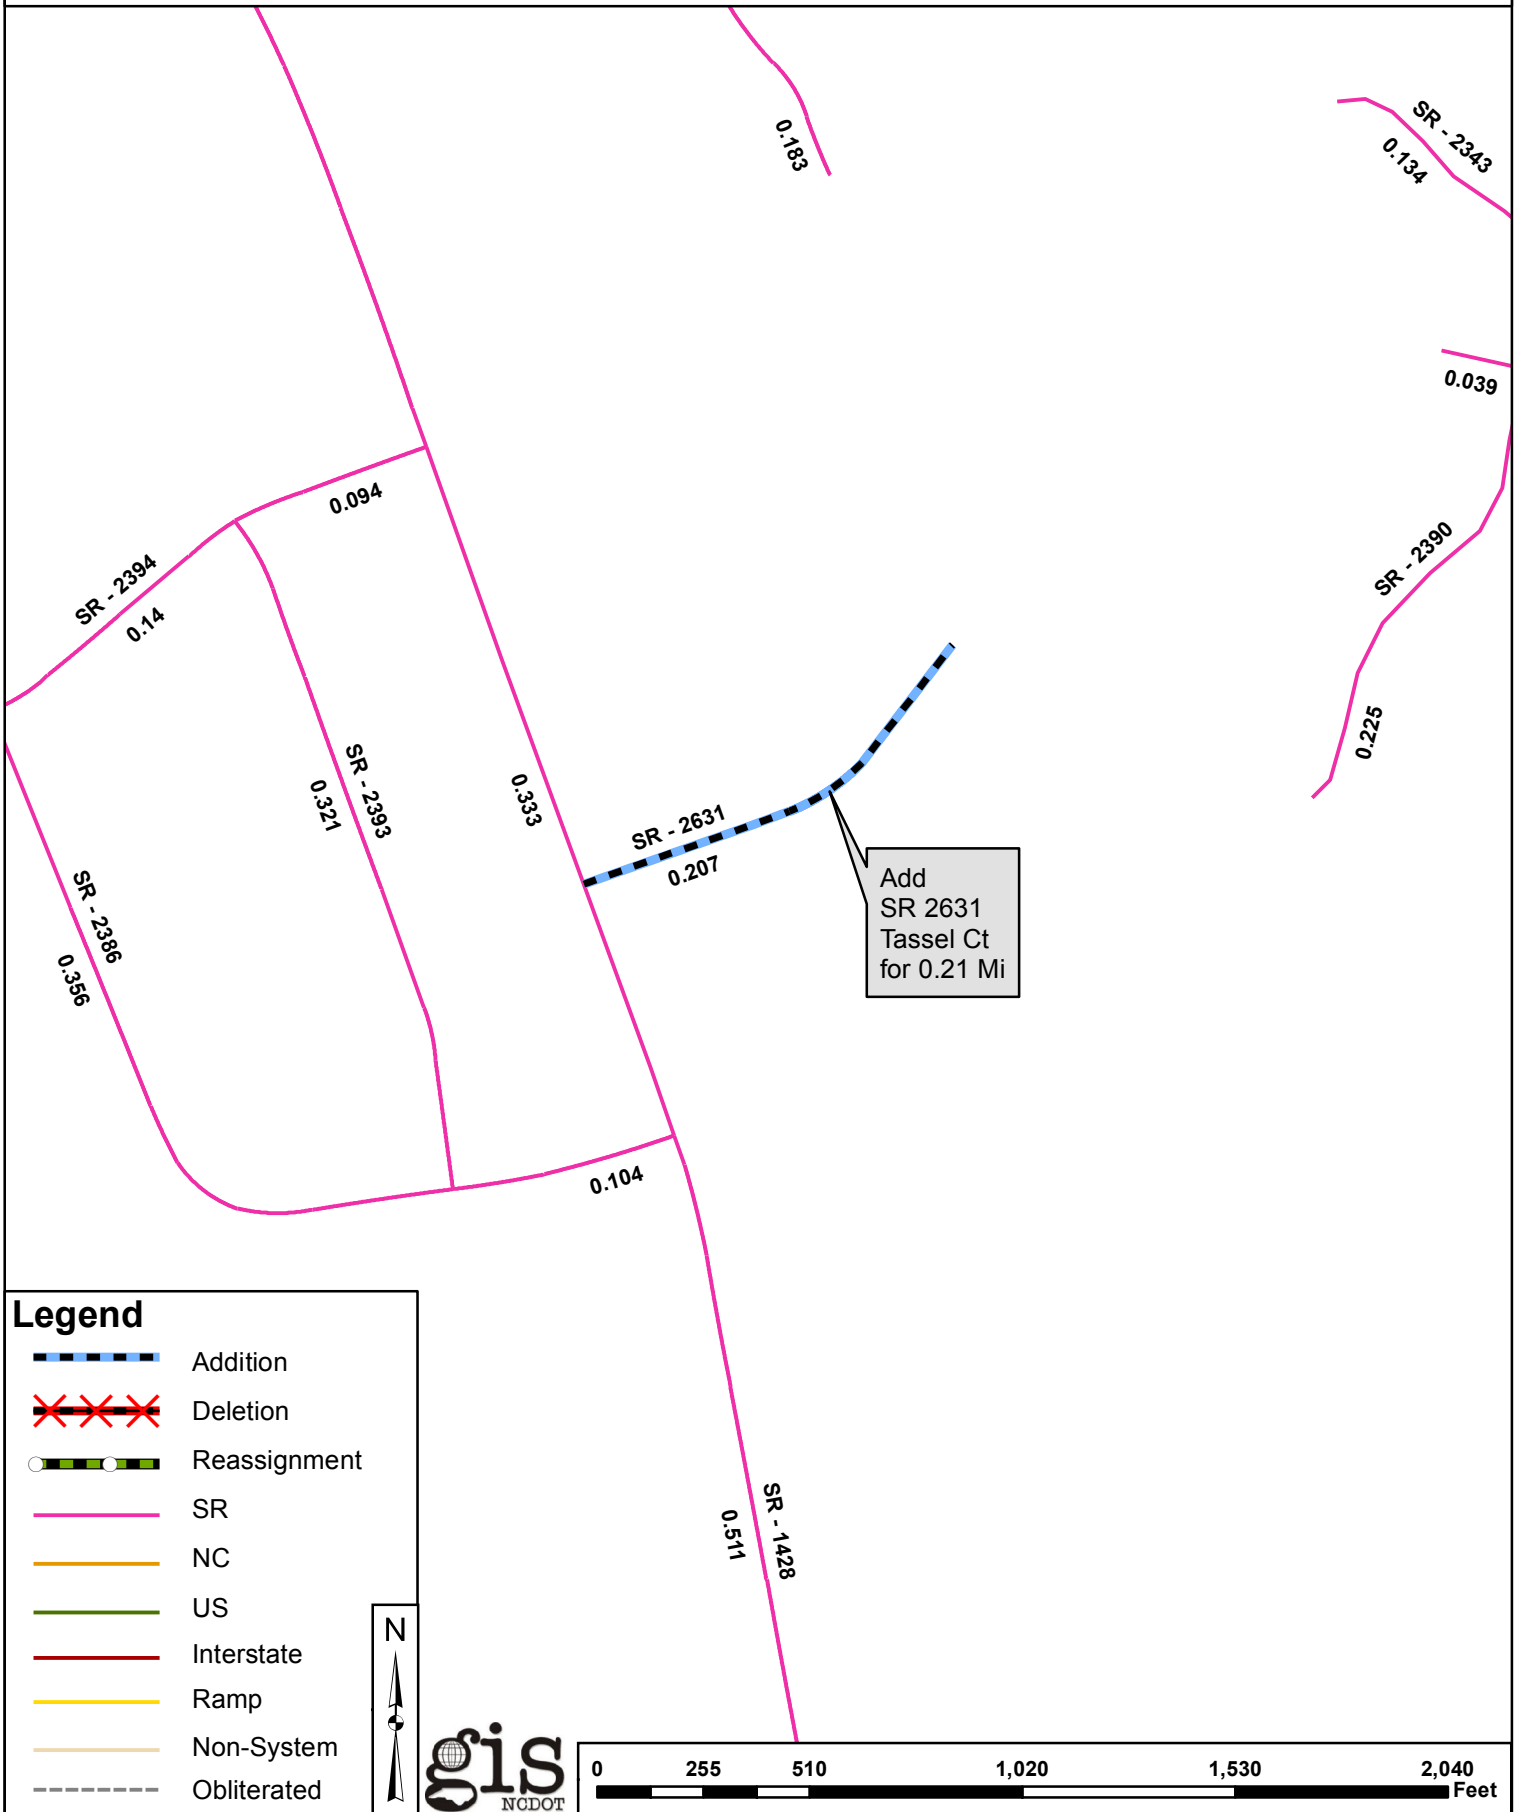 0.183
SR - 2343
0.134
0.039
0.094
SR - 2394
0.14
SR - 2390
0.225
SR - 2393
0.321
0.333
SR - 2631
0.207
Add
SR 2631
Tassel Ct
for 0.21 Mi
SR - 2386
0.356
0.104
SR - 1428
0.511
Legend
Addition
Deletion
Reassignment
SR
NC
US
Interstate
Ramp
Non-System
Obliterated
N
gis
NCDOT
0 255 510 1,020 1,530 2,040
Feet